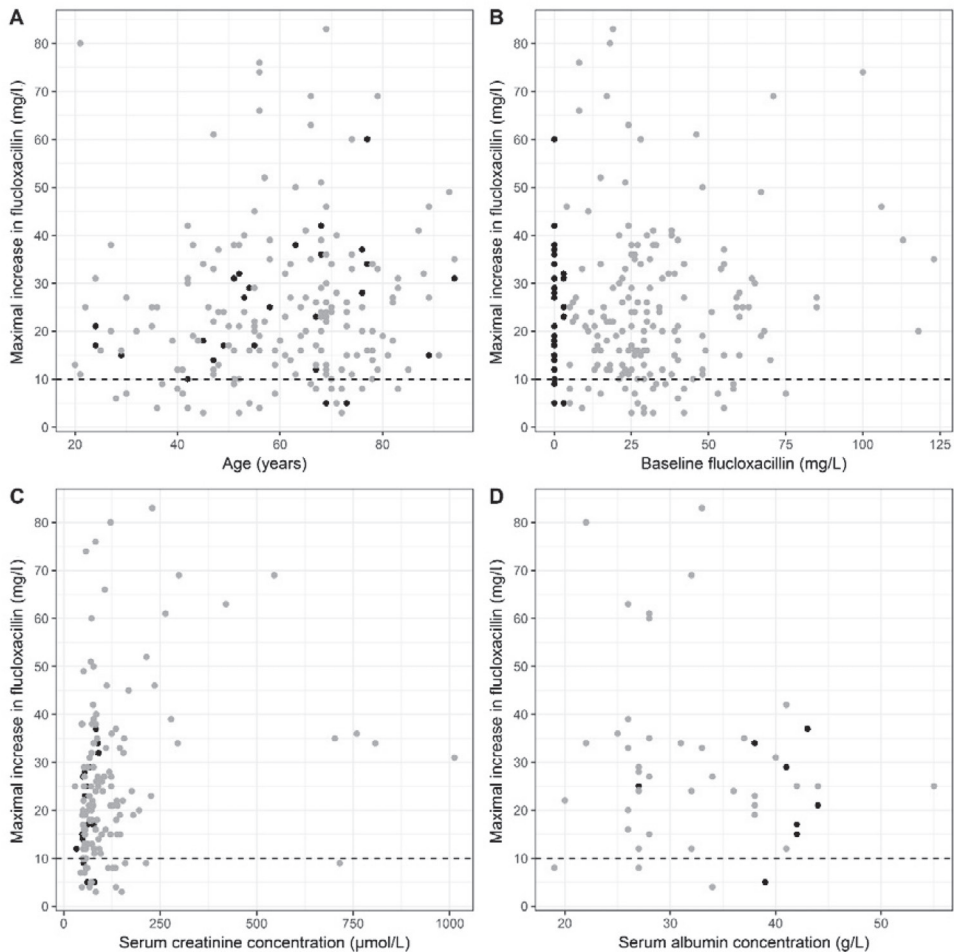 A
Maximal increase in flucloxacillin (mg/l)
80
70
60
50
40
30
20
10
0
20 40 60 80
Age (years)
B
Maximal increase in flucloxacillin (mg/l)
80
70
60
50
40
30
20
10
0
0 25 50 75 100 125
Baseline flucloxacillin (mg/L)
C
Maximal increase in flucloxacillin (mg/l)
80
70
60
50
40
30
20
10
0
0 250 500 750 1000
Serum creatinine concentration (µmol/L)
D
Maximal increase in flucloxacillin (mg/l)
80
70
60
50
40
30
20
10
0
20 30 40 50
Serum albumin concentration (g/L)